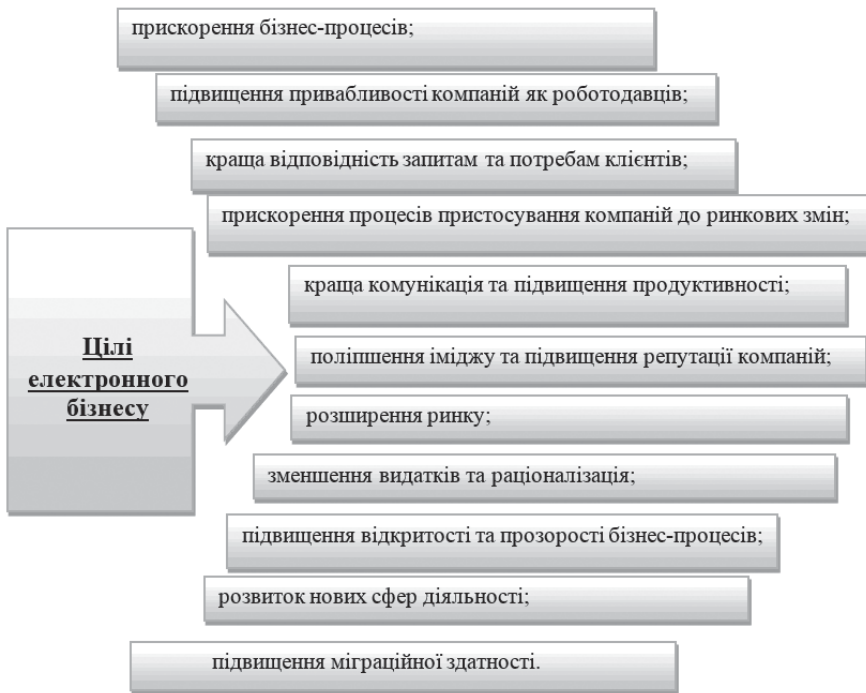 прискорення бізнес-процесів;
підвищення привабливості компаній як роботодавців;
краща відповідність запитам та потребам клієнтів;
прискорення процесів пристосування компаній до ринкових змін;
краща комунікація та підвищення продуктивності;
Цілі
електронного
бізнесу
поліпшення іміджу та підвищення репутації компаній;
розширення ринку;
зменшення видатків та раціоналізація;
підвищення відкритості та прозорості бізнес-процесів;
розвиток нових сфер діяльності;
підвищення міграційної здатності.